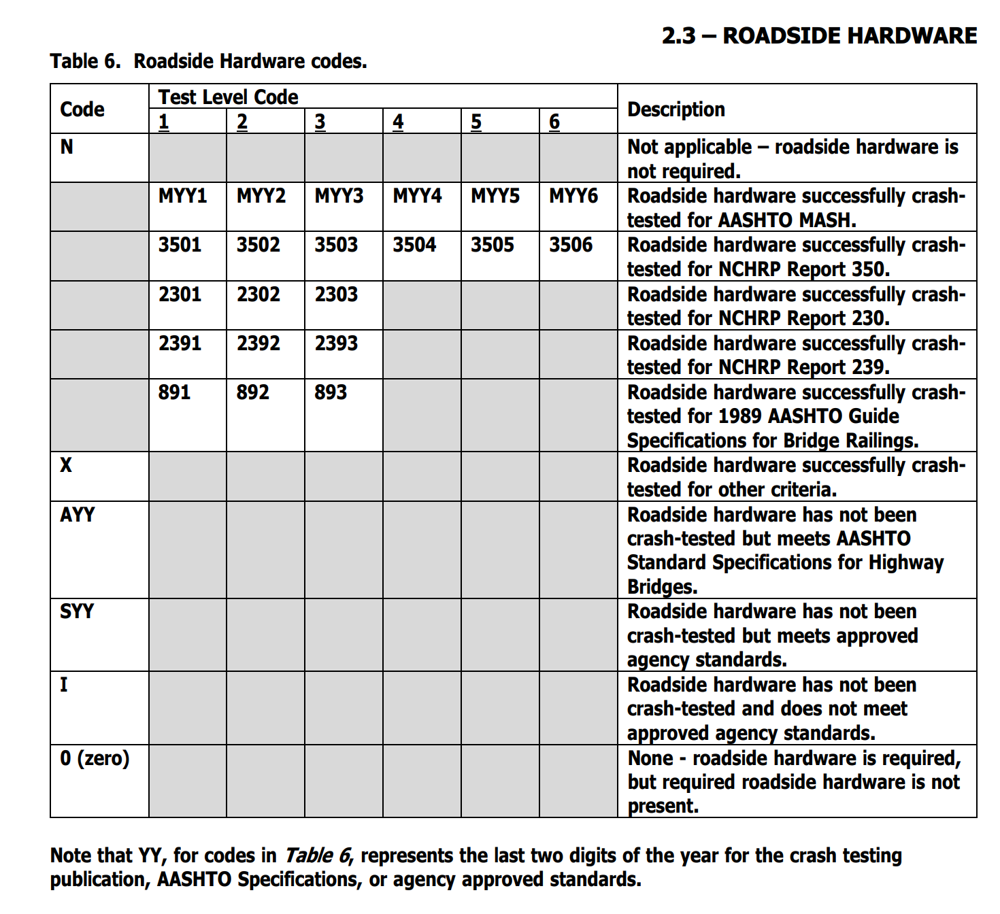 2.3 – ROADSIDE HARDWARE
Table 6. Roadside Hardware codes.
Code
Test Level Code
Description
1 2 3 4 5 6
N
Not applicable – roadside hardware is
not required.
MYY1 MYY2 MYY3 MYY4 MYY5 MYY6
Roadside hardware successfully crash-
tested for AASHTO MASH.
3501 3502 3503 3504 3505 3506
Roadside hardware successfully crash-
tested for NCHRP Report 350.
2301 2302 2303
Roadside hardware successfully crash-
tested for NCHRP Report 230.
2391 2392 2393
Roadside hardware successfully crash-
tested for NCHRP Report 239.
891 892 893
Roadside hardware successfully crash-
tested for 1989 AASHTO Guide
Specifications for Bridge Railings.
X
Roadside hardware successfully crash-
tested for other criteria.
AYY
Roadside hardware has not been
crash-tested but meets AASHTO
Standard Specifications for Highway
Bridges.
SYY
Roadside hardware has not been
crash-tested but meets approved
agency standards.
I
Roadside hardware has not been
crash-tested and does not meet
approved agency standards.
0 (zero)
None - roadside hardware is required,
but required roadside hardware is not
present.
Note that YY, for codes in Table 6, represents the last two digits of the year for the crash testing
publication, AASHTO Specifications, or agency approved standards.